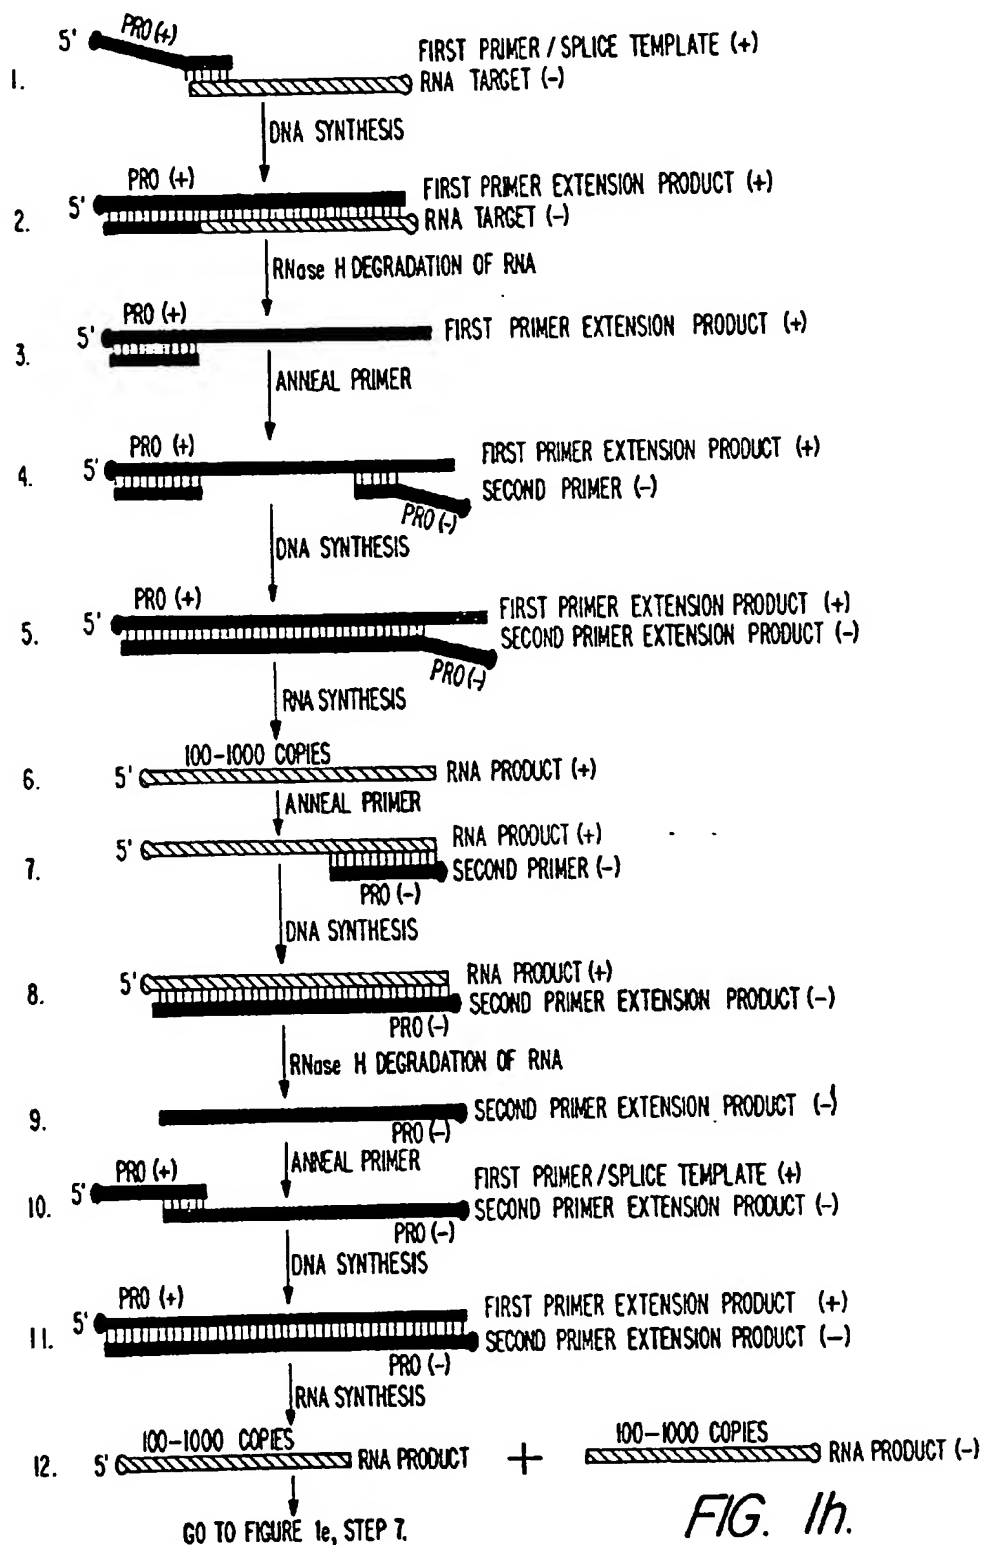 PRO (+)
5'
FIRST PRIMER / SPLICE TEMPLATE (+)
1.
RNA TARGET (-)
DNA SYNTHESIS
PRO (+)
5'
FIRST PRIMER EXTENSION PRODUCT (+)
2.
RNA TARGET (-)
RNase H DEGRADATION OF RNA
PRO (+)
5'
FIRST PRIMER EXTENSION PRODUCT (+)
3.
ANNEAL PRIMER
PRO (+)
5'
FIRST PRIMER EXTENSION PRODUCT (+)
4.
SECOND PRIMER (-)
PRO (-)
DNA SYNTHESIS
PRO (+)
5'
FIRST PRIMER EXTENSION PRODUCT (+)
5.
SECOND PRIMER EXTENSION PRODUCT (-)
PRO (-)
RNA SYNTHESIS
100-1000 COPIES
6.
5'
RNA PRODUCT (+)
ANNEAL PRIMER
5'
RNA PRODUCT (+)
7.
SECOND PRIMER (-)
PRO (-)
DNA SYNTHESIS
5'
RNA PRODUCT (+)
8.
SECOND PRIMER EXTENSION PRODUCT (-)
PRO (-)
RNase H DEGRADATION OF RNA
9.
SECOND PRIMER EXTENSION PRODUCT (-)
PRO (-)
ANNEAL PRIMER
PRO (+)
5'
FIRST PRIMER/SPLICE TEMPLATE (+)
10.
SECOND PRIMER EXTENSION PRODUCT (-)
PRO (-)
DNA SYNTHESIS
PRO (+)
5'
FIRST PRIMER EXTENSION PRODUCT (+)
11.
SECOND PRIMER EXTENSION PRODUCT (-)
PRO (-)
RNA SYNTHESIS
100-1000 COPIES
12.
5'
RNA PRODUCT
+
100-1000 COPIES
RNA PRODUCT (-)
GO TO FIGURE 1e, STEP 7.
FIG. 1h.